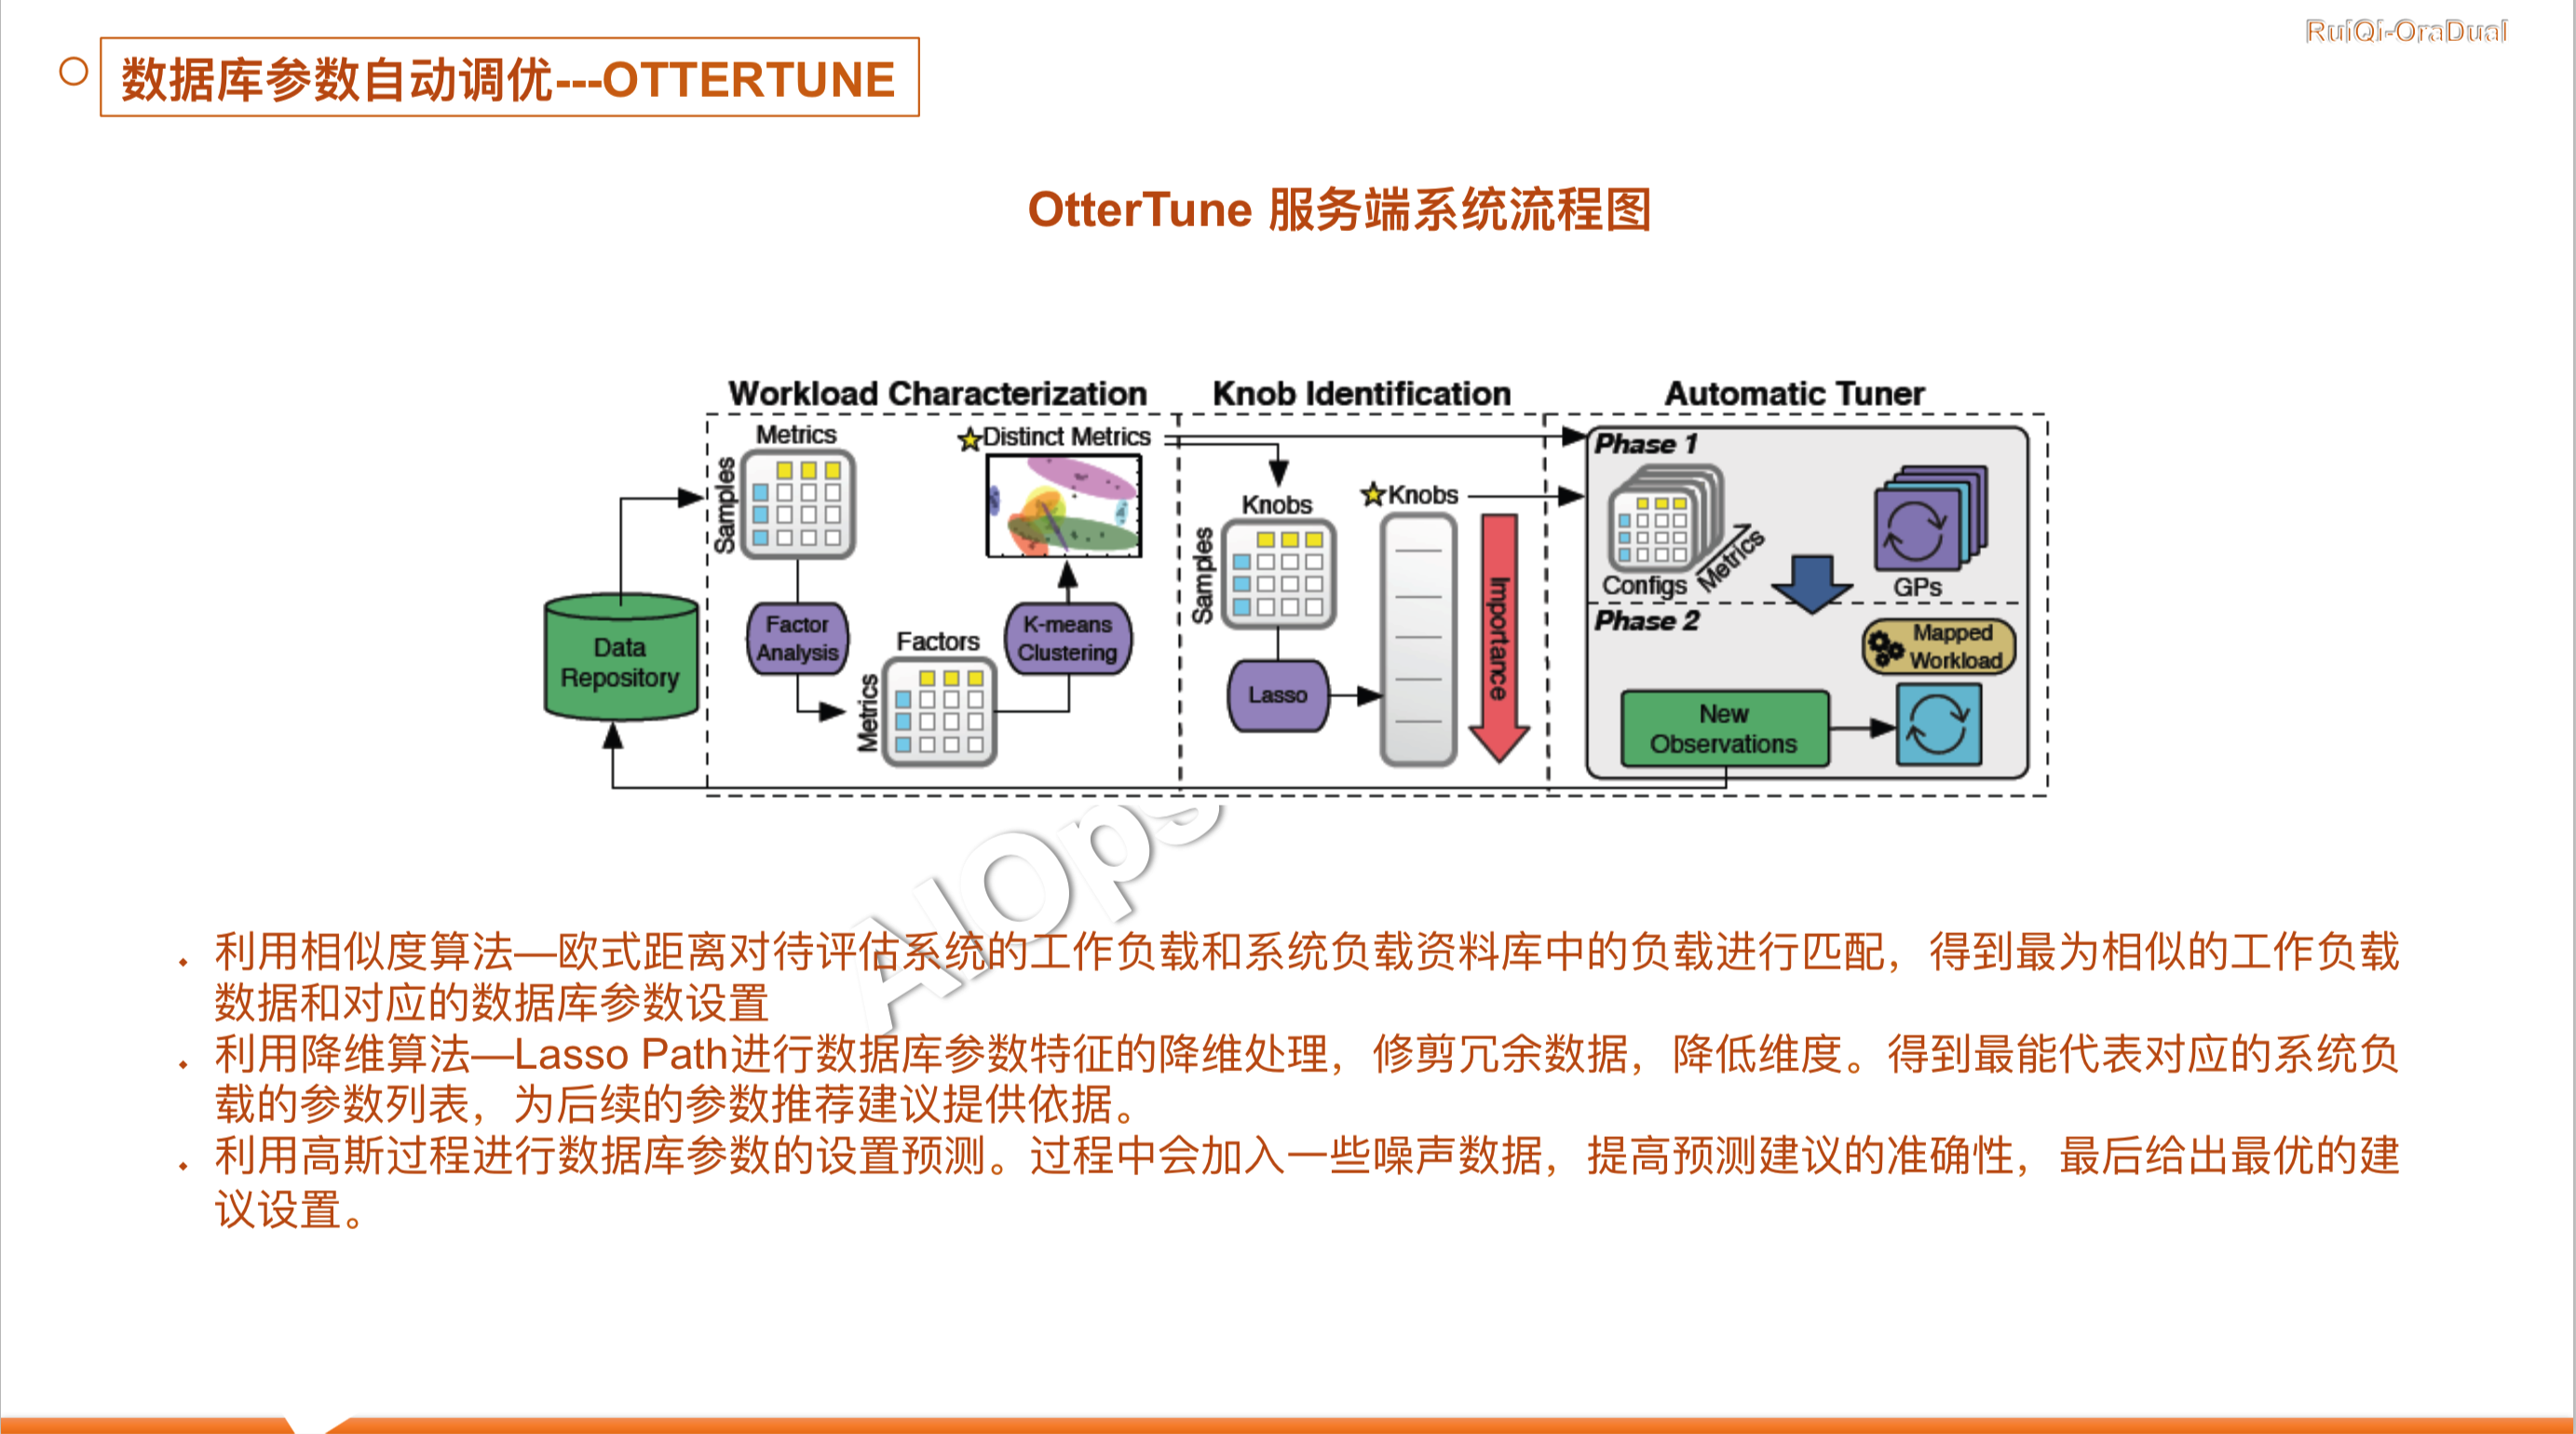 RuiQi-OraDual
数据库参数自动调优---OTTERTUNE
OtterTune 服务端系统流程图
Workload Characterization
Knob Identification
Automatic Tuner
Metrics
Samples
Distinct Metrics
Factor
Analysis
Factors
Metrics
K-means
Clustering
Data
Repository
Knobs
Samples
Lasso
Knobs
Importance
Phase 1
Configs
Metrics
GPs
Phase 2
Mapped
Workload
New
Observations
AIOps
利用相似度算法—欧式距离对待评估系统的工作负载和系统负载资料库中的负载进行匹配，得到最为相似的工作负载
数据和对应的数据库参数设置
利用降维算法—Lasso Path进行数据库参数特征的降维处理，修剪冗余数据，降低维度。得到最能代表对应的系统负
载的参数列表，为后续的参数推荐建议提供依据。
利用高斯过程进行数据库参数的设置预测。过程中会加入一些噪声数据，提高预测建议的准确性，最后给出最优的建
议设置。